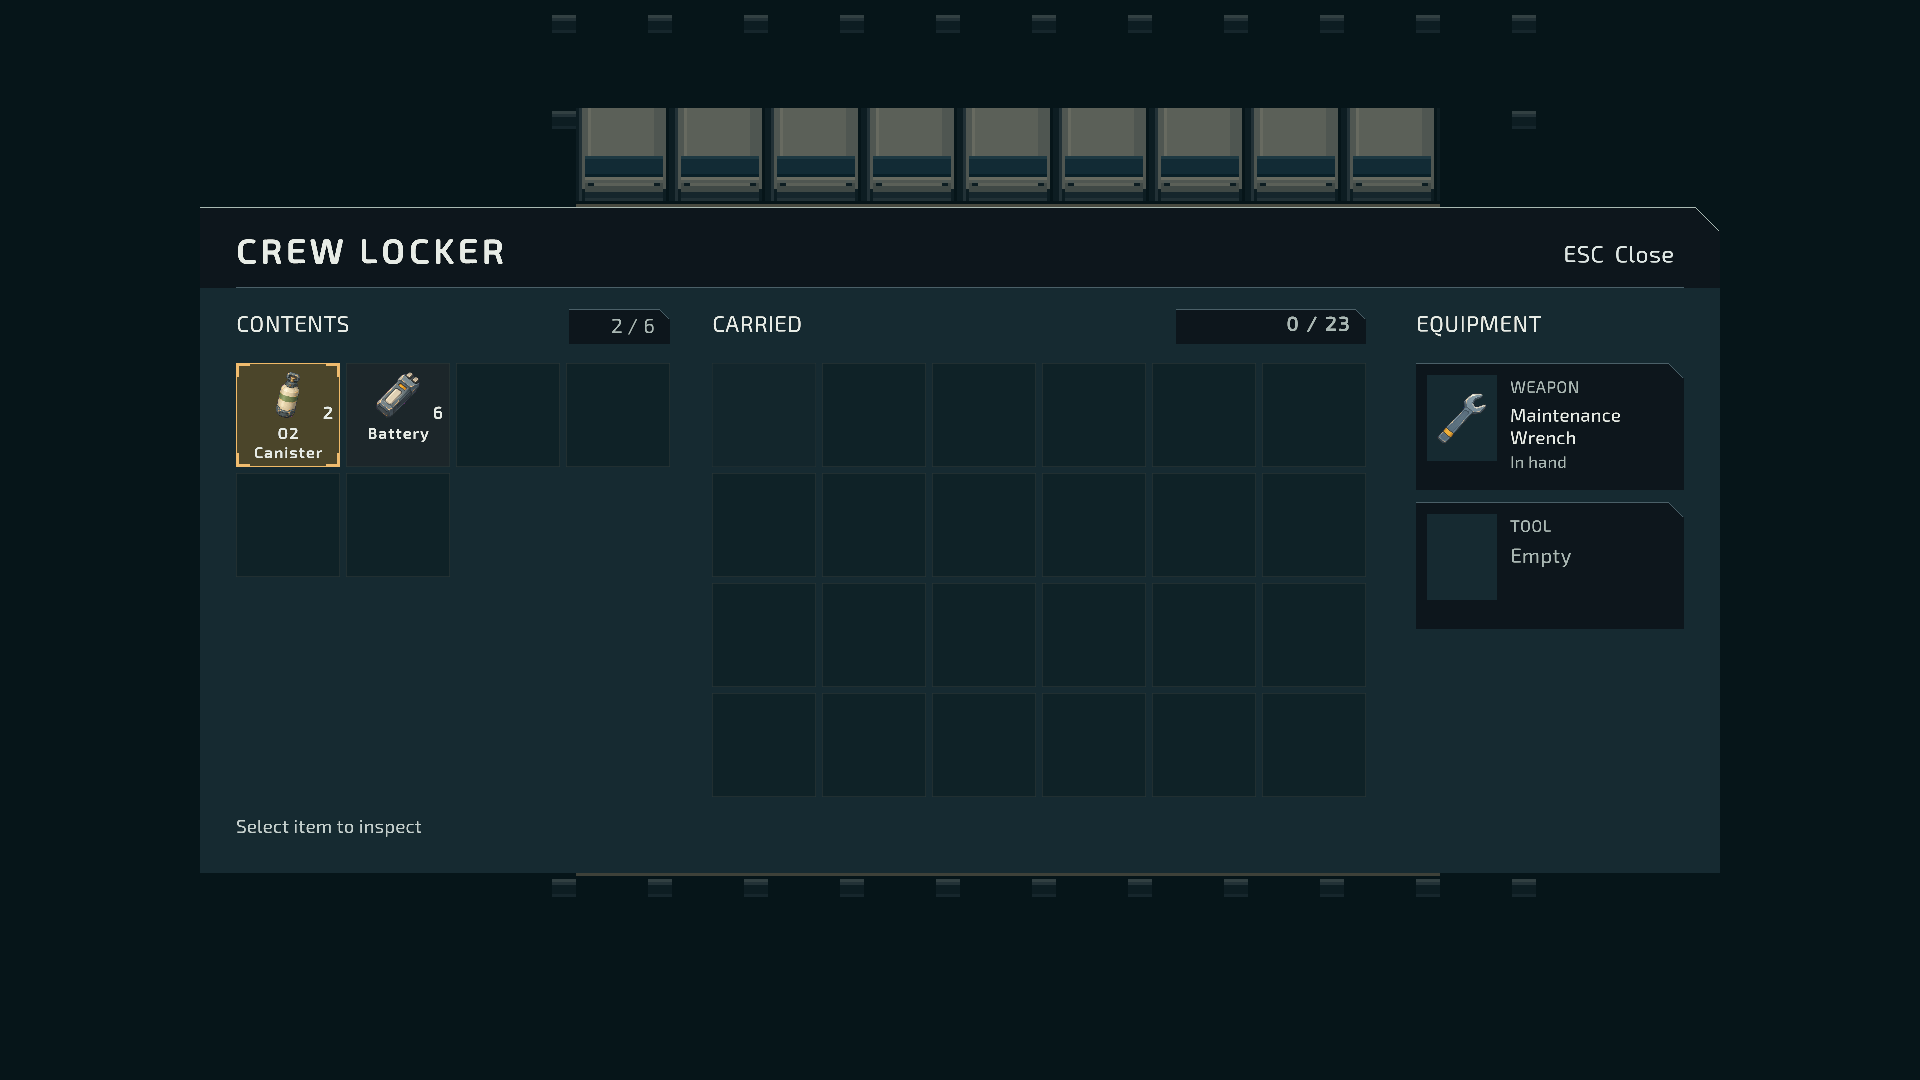 CREW LOCKER
ESC Close
CONTENTS
2 / 6
CARRIED
0 / 23
EQUIPMENT
2
O2
Canister
6
Battery
WEAPON
Maintenance
Wrench
In hand
TOOL
Empty
Select item to inspect